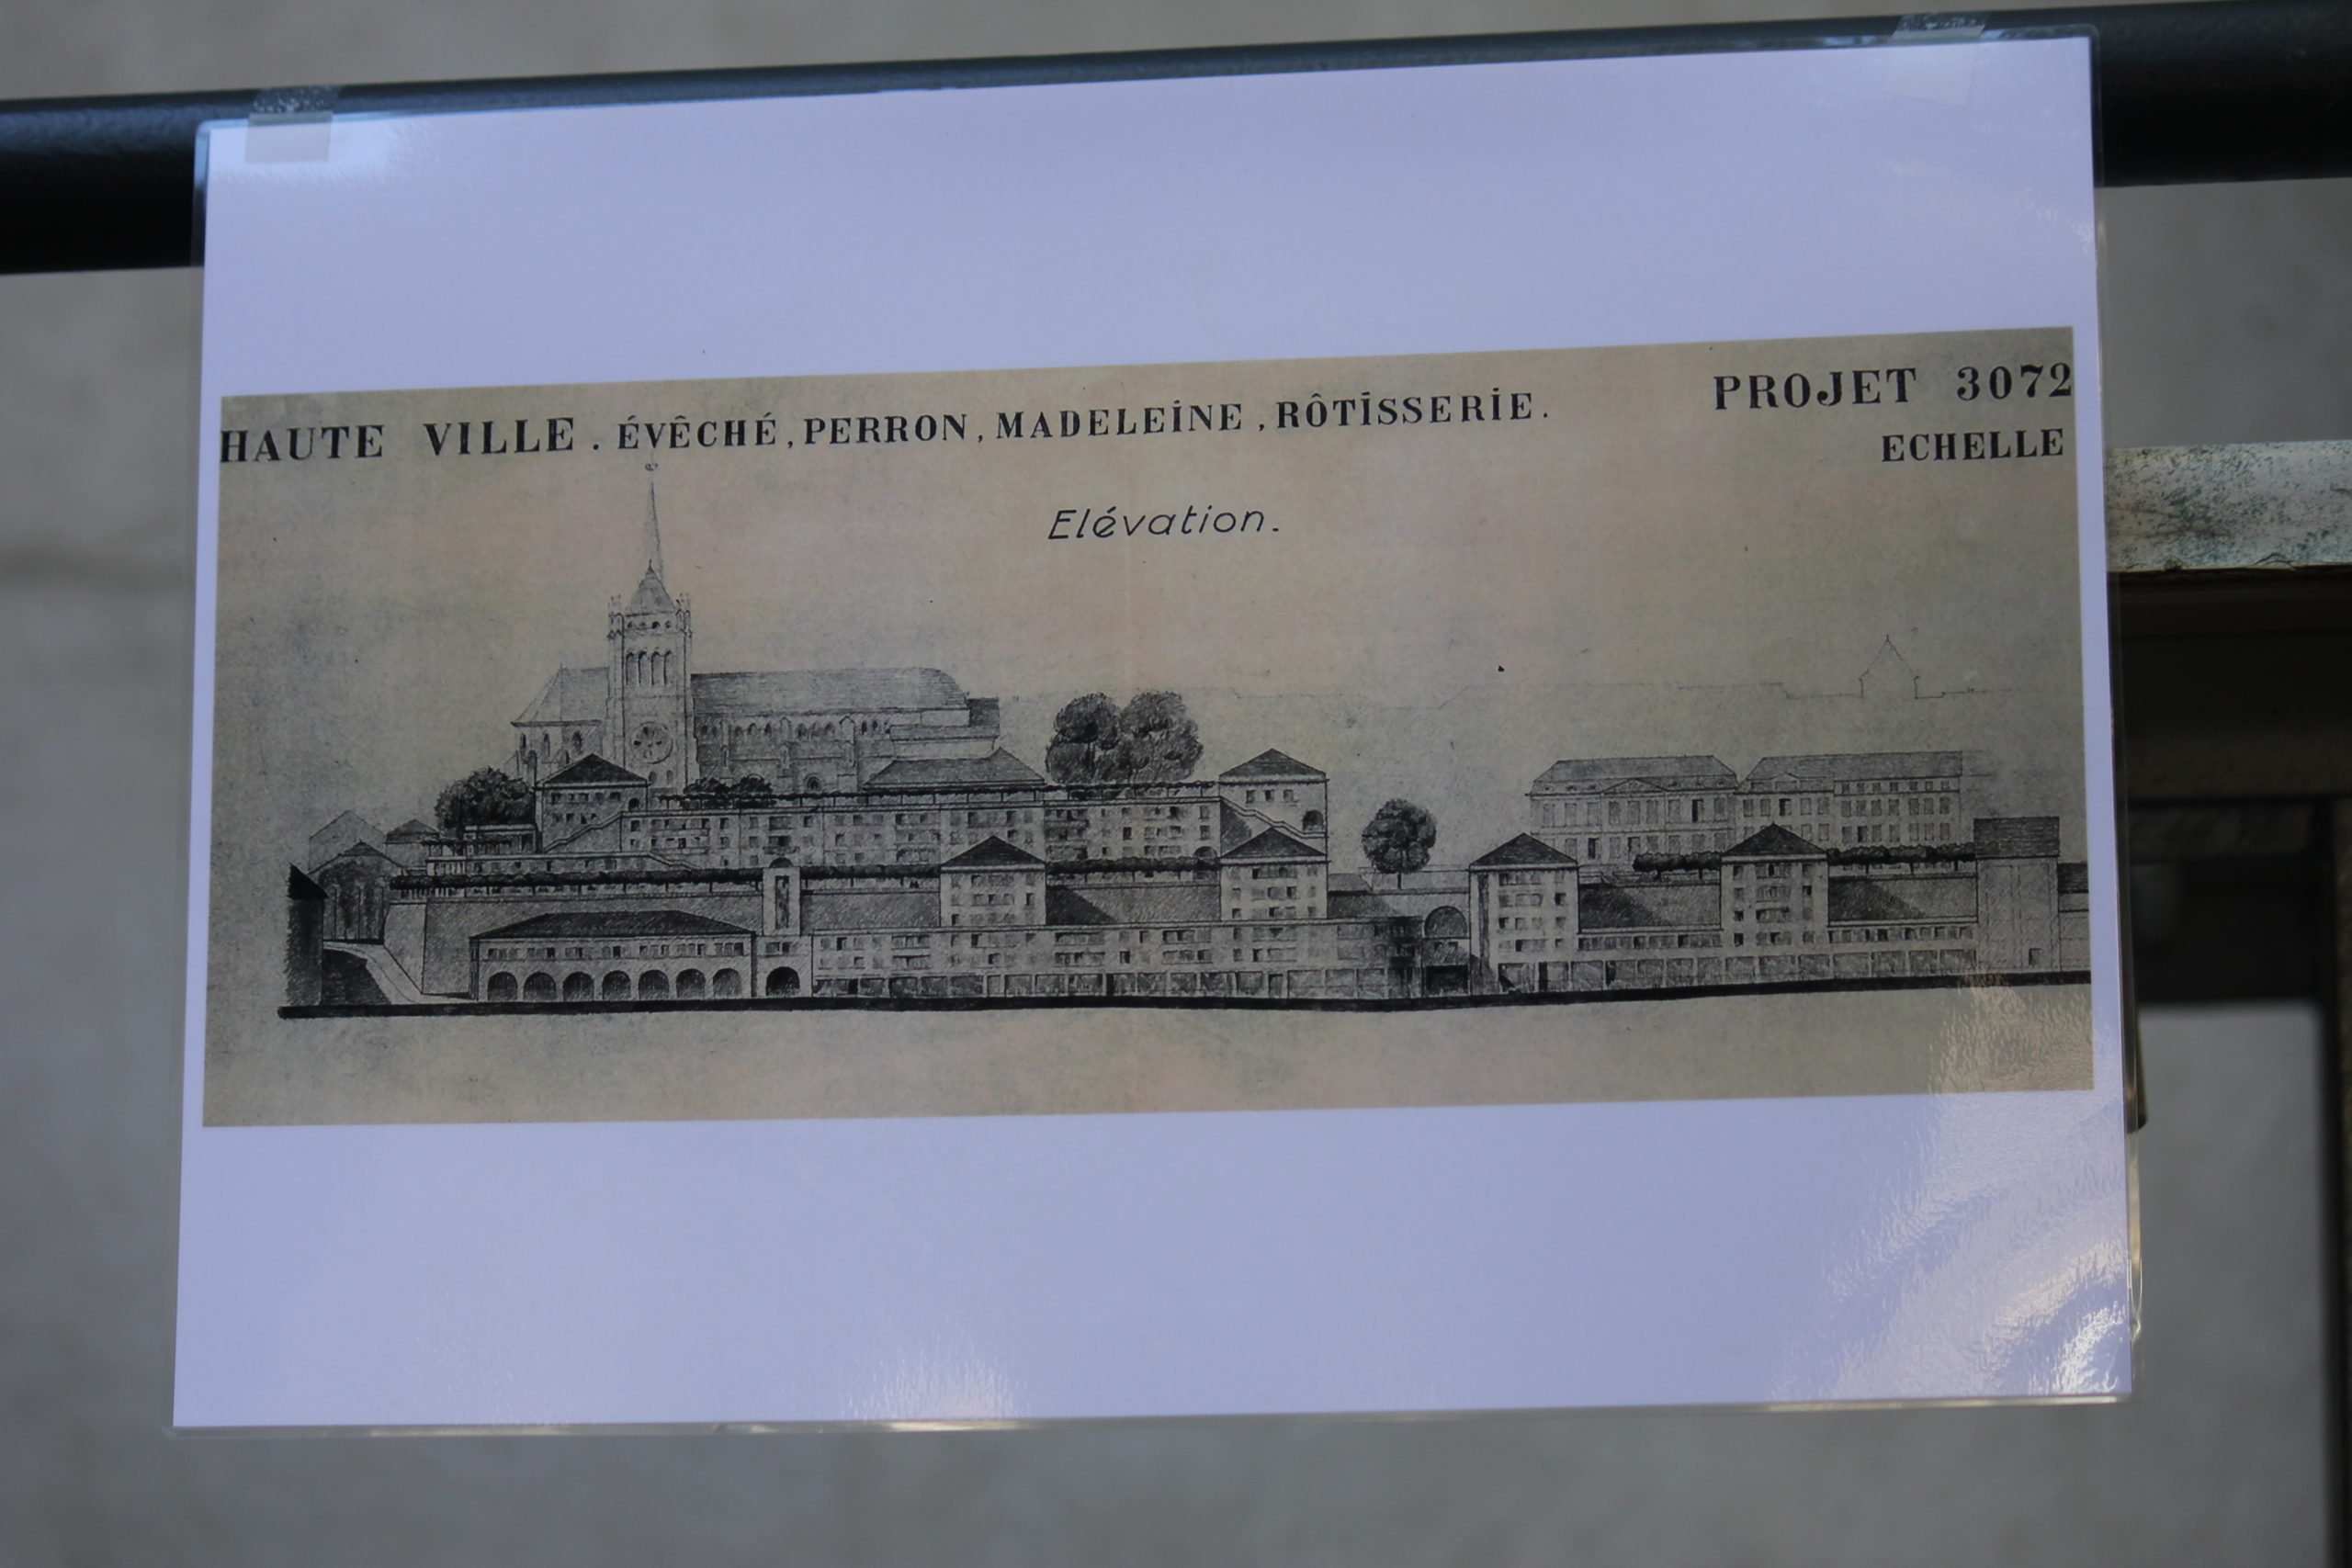 HAUTE VILLE. ÉVÊCHÉ, PERRON, MADELEINE, RÔTISSERIE.
PROJET 3072
ECHELLE
Elévation.